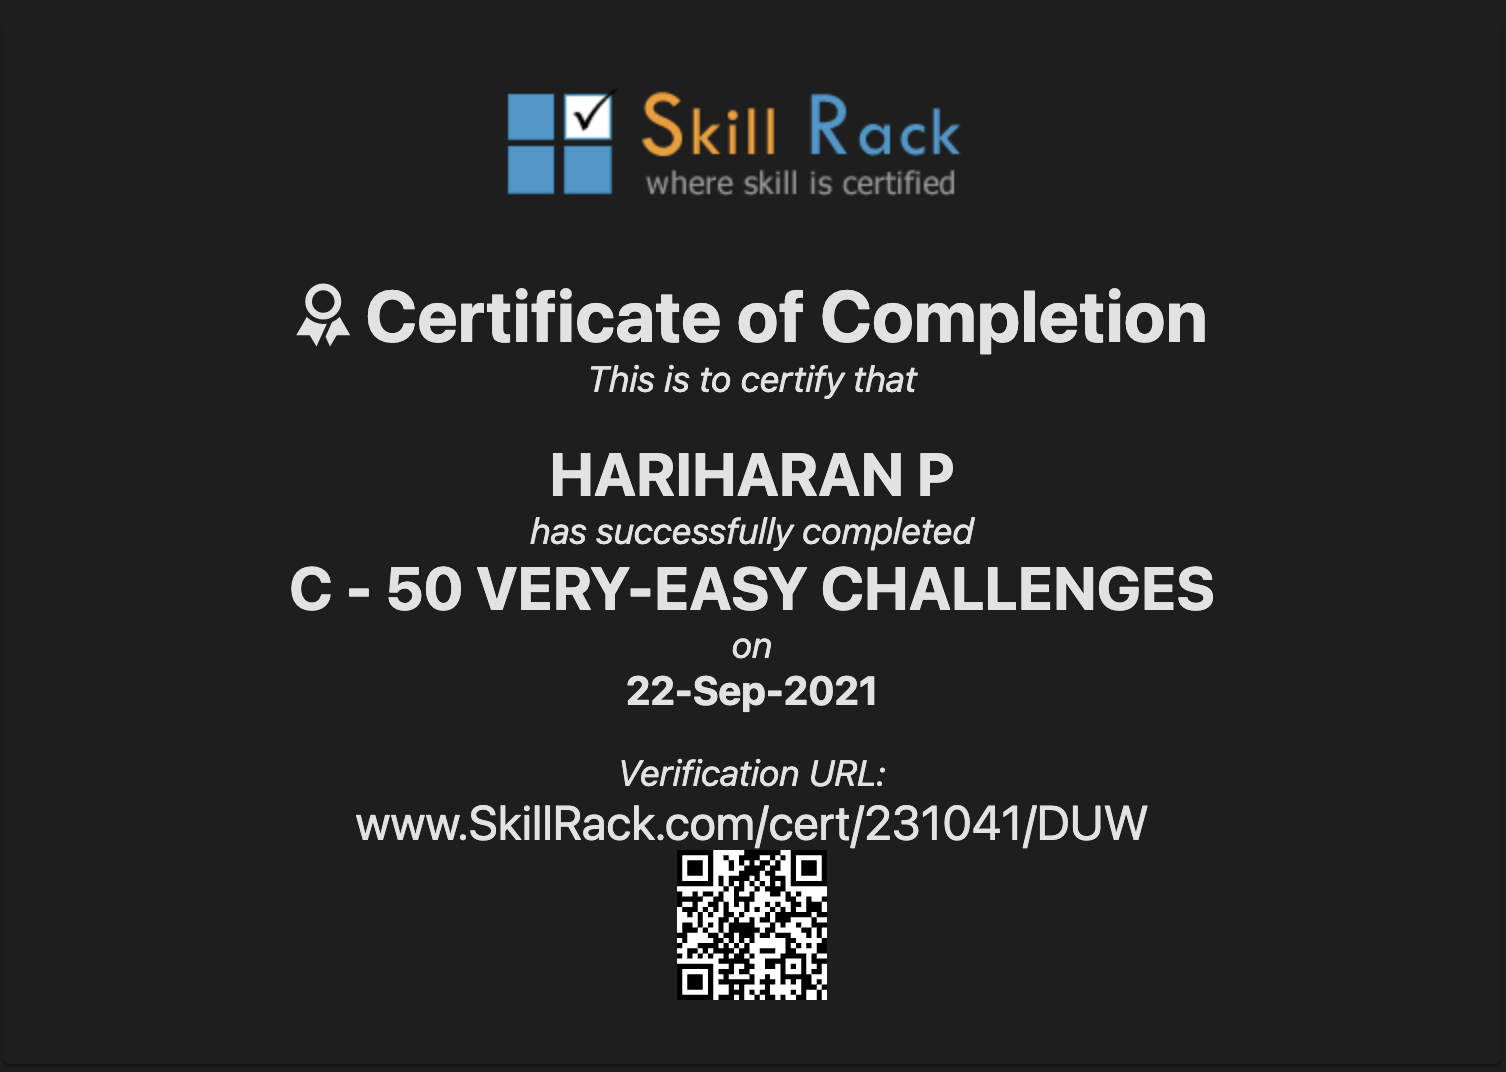 Skill Rack
where skill is certified
Certificate of Completion
This is to certify that
HARIHARAN P
has successfully completed
C - 50 VERY-EASY CHALLENGES
on
22-Sep-2021
Verification URL:
www.SkillRack.com/cert/231041/DUW